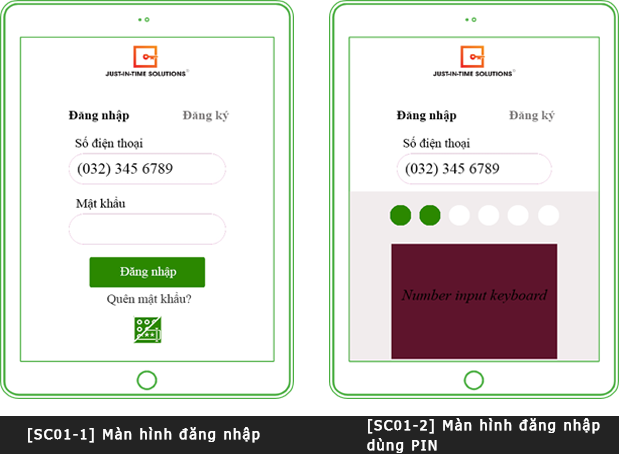 JUST-IN-TIME SOLUTIONS
Đăng nhập Đăng ký
Số điện thoại
(032) 345 6789
Mật khẩu
Đăng nhập
Quên mật khẩu?
[SC01-1] Màn hình đăng nhập
JUST-IN-TIME SOLUTIONS
Đăng nhập Đăng ký
Số điện thoại
(032) 345 6789
Number input keyboard
[SC01-2] Màn hình đăng nhập
dùng PIN